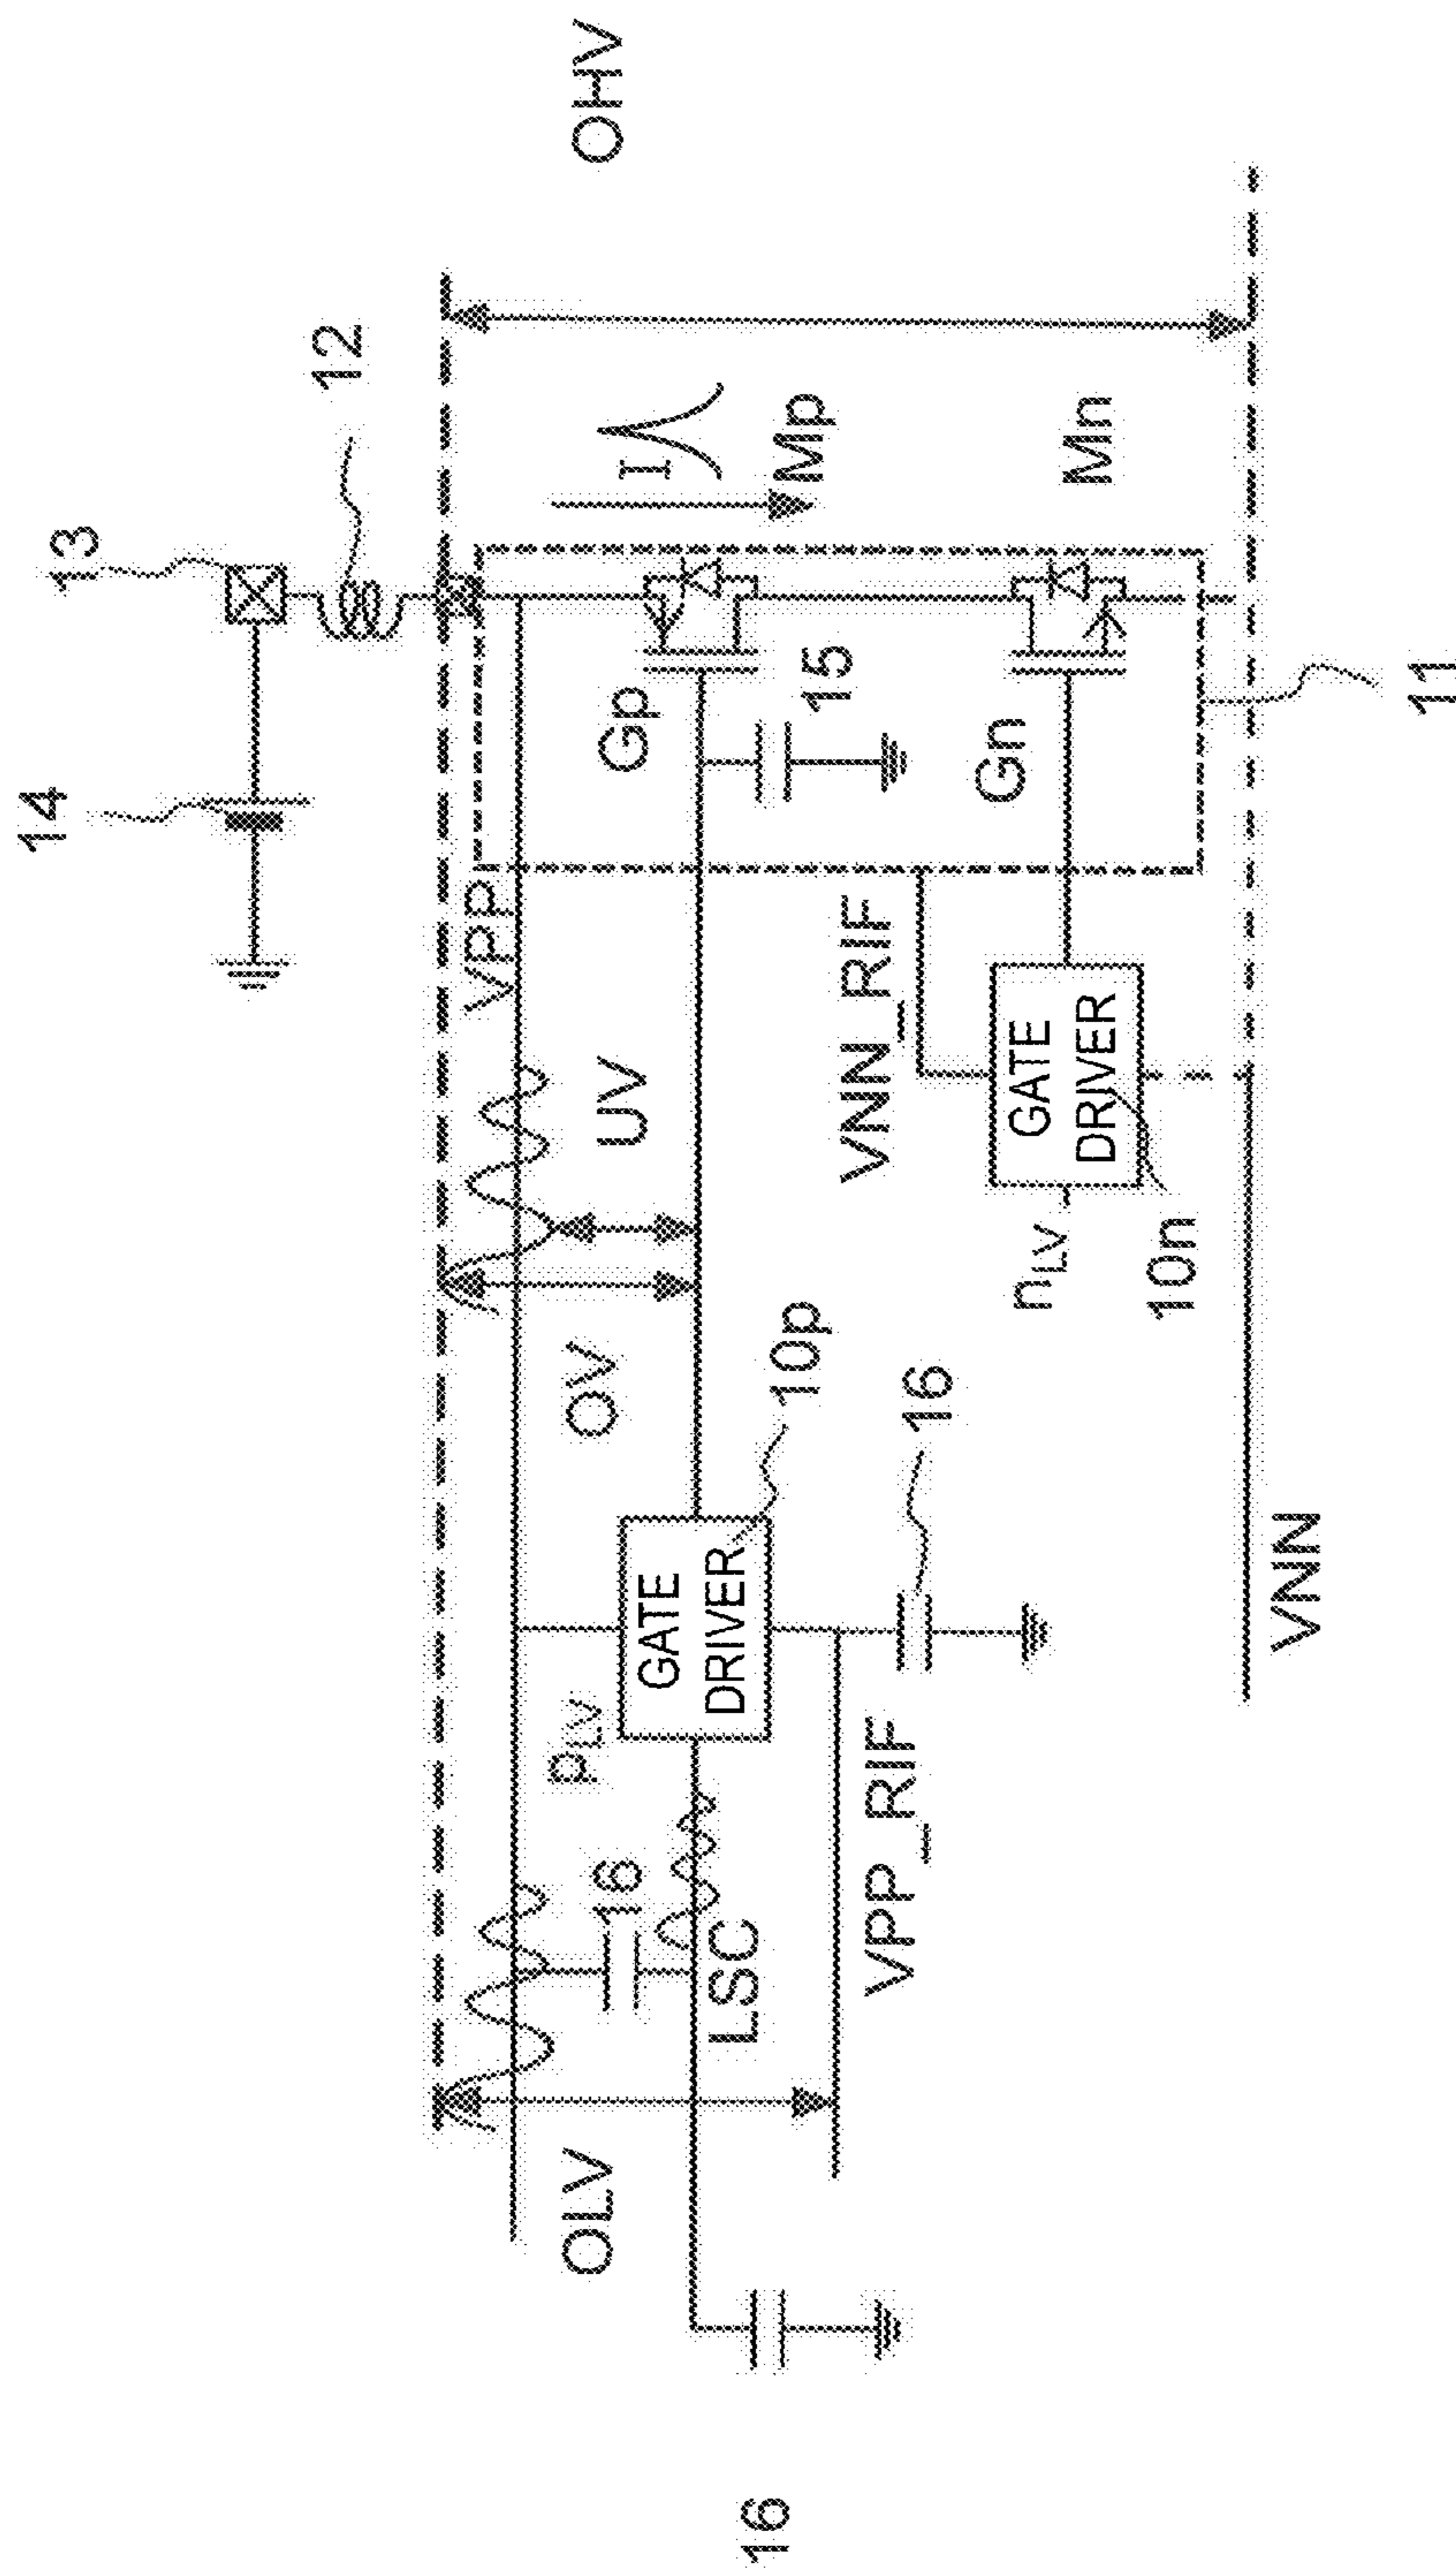 OHV
12
13
14
I
Mp
Mn
15
Gp
Gn
11
VPP
UV
VNN_RIF
GATE
DRIVER
nLV
10n
OV
10p
16
GATE
DRIVER
pLV
VNN
16
LSC
VPP_RIF
OLV
16